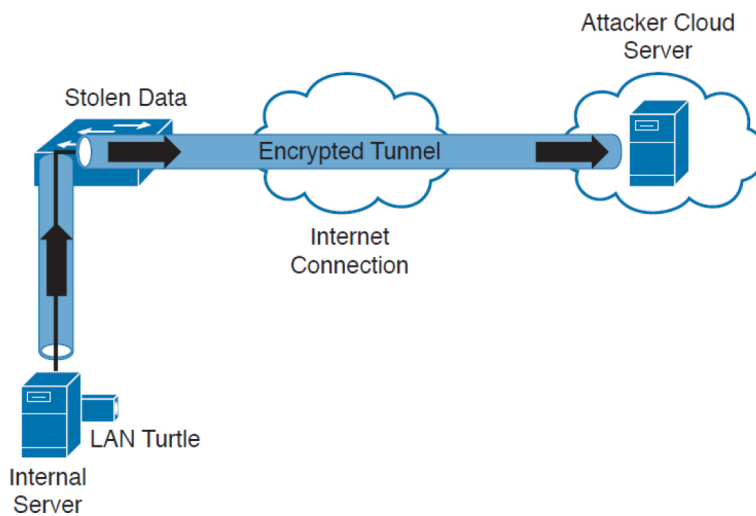 Attacker Cloud
Server
Stolen Data
Encrypted Tunnel
Internet
Connection
LAN Turtle
Internal
Server